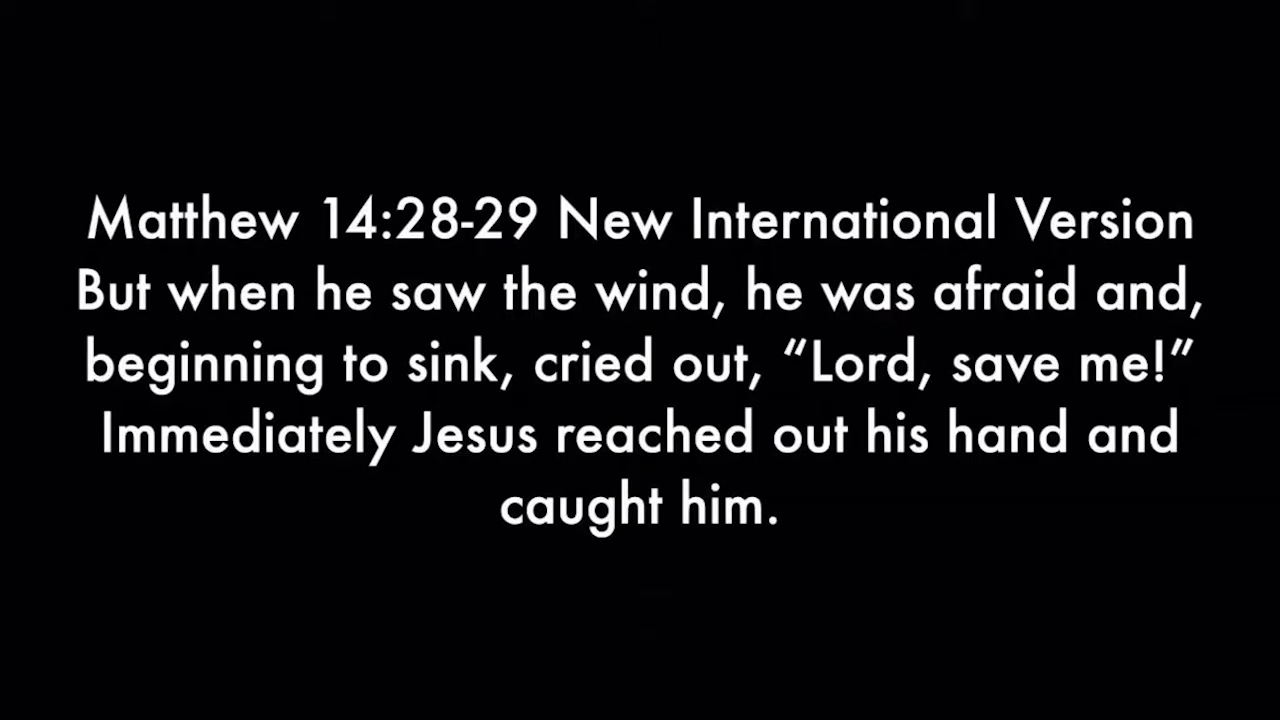 Matthew 14:28-29 New International Version
But when he saw the wind, he was afraid and,
beginning to sink, cried out, “Lord, save me!”
Immediately Jesus reached out his hand and
caught him.